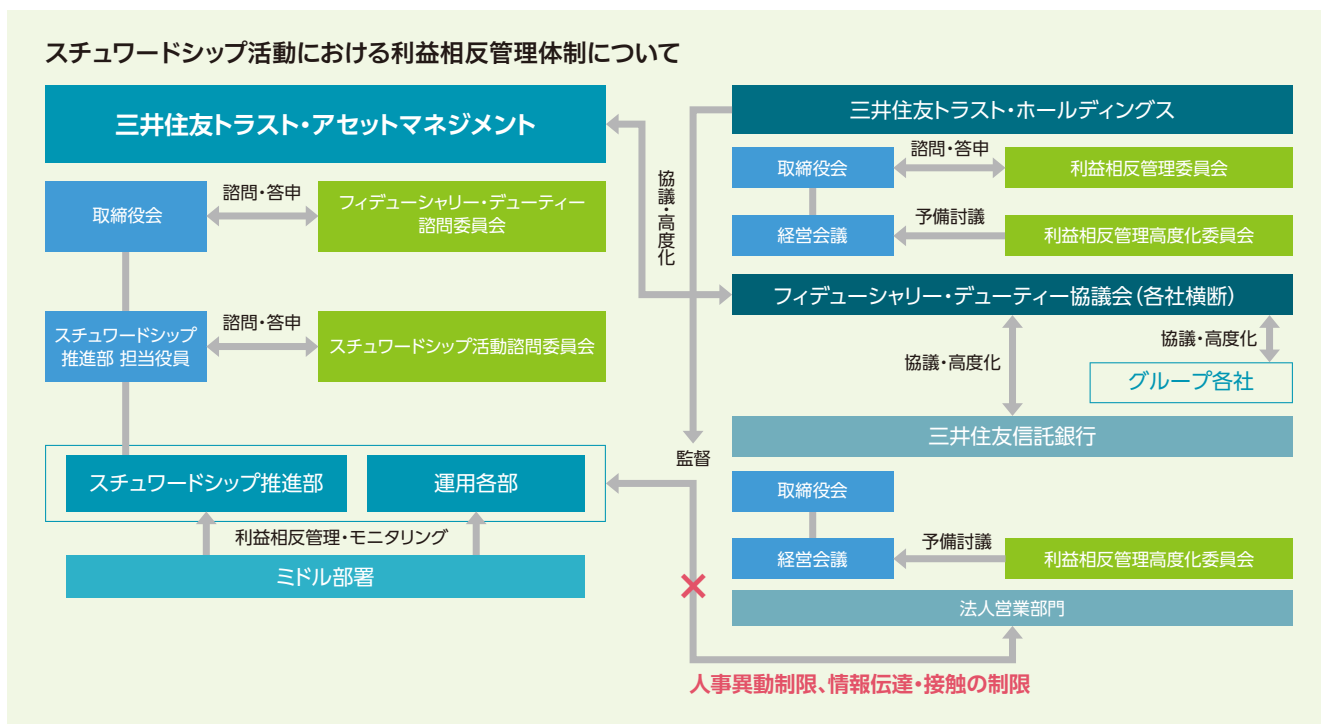 スチュワードシップ活動における利益相反管理体制について
三井住友トラスト・アセットマネジメント
取締役会
諮問・答申
フィデューシャリー・デューティー
諮問委員会
スチュワードシップ
推進部 担当役員
諮問・答申
スチュワードシップ活動諮問委員会
スチュワードシップ推進部
運用各部
利益相反管理・モニタリング
ミドル部署
協議・高度化
監督
三井住友トラスト・ホールディングス
取締役会
諮問・答申
利益相反管理委員会
経営会議
予備討議
利益相反管理高度化委員会
フィデューシャリー・デューティー協議会(各社横断)
協議・高度化
協議・高度化
グループ各社
三井住友信託銀行
取締役会
経営会議
予備討議
利益相反管理高度化委員会
法人営業部門
人事異動制限、情報伝達・接触の制限